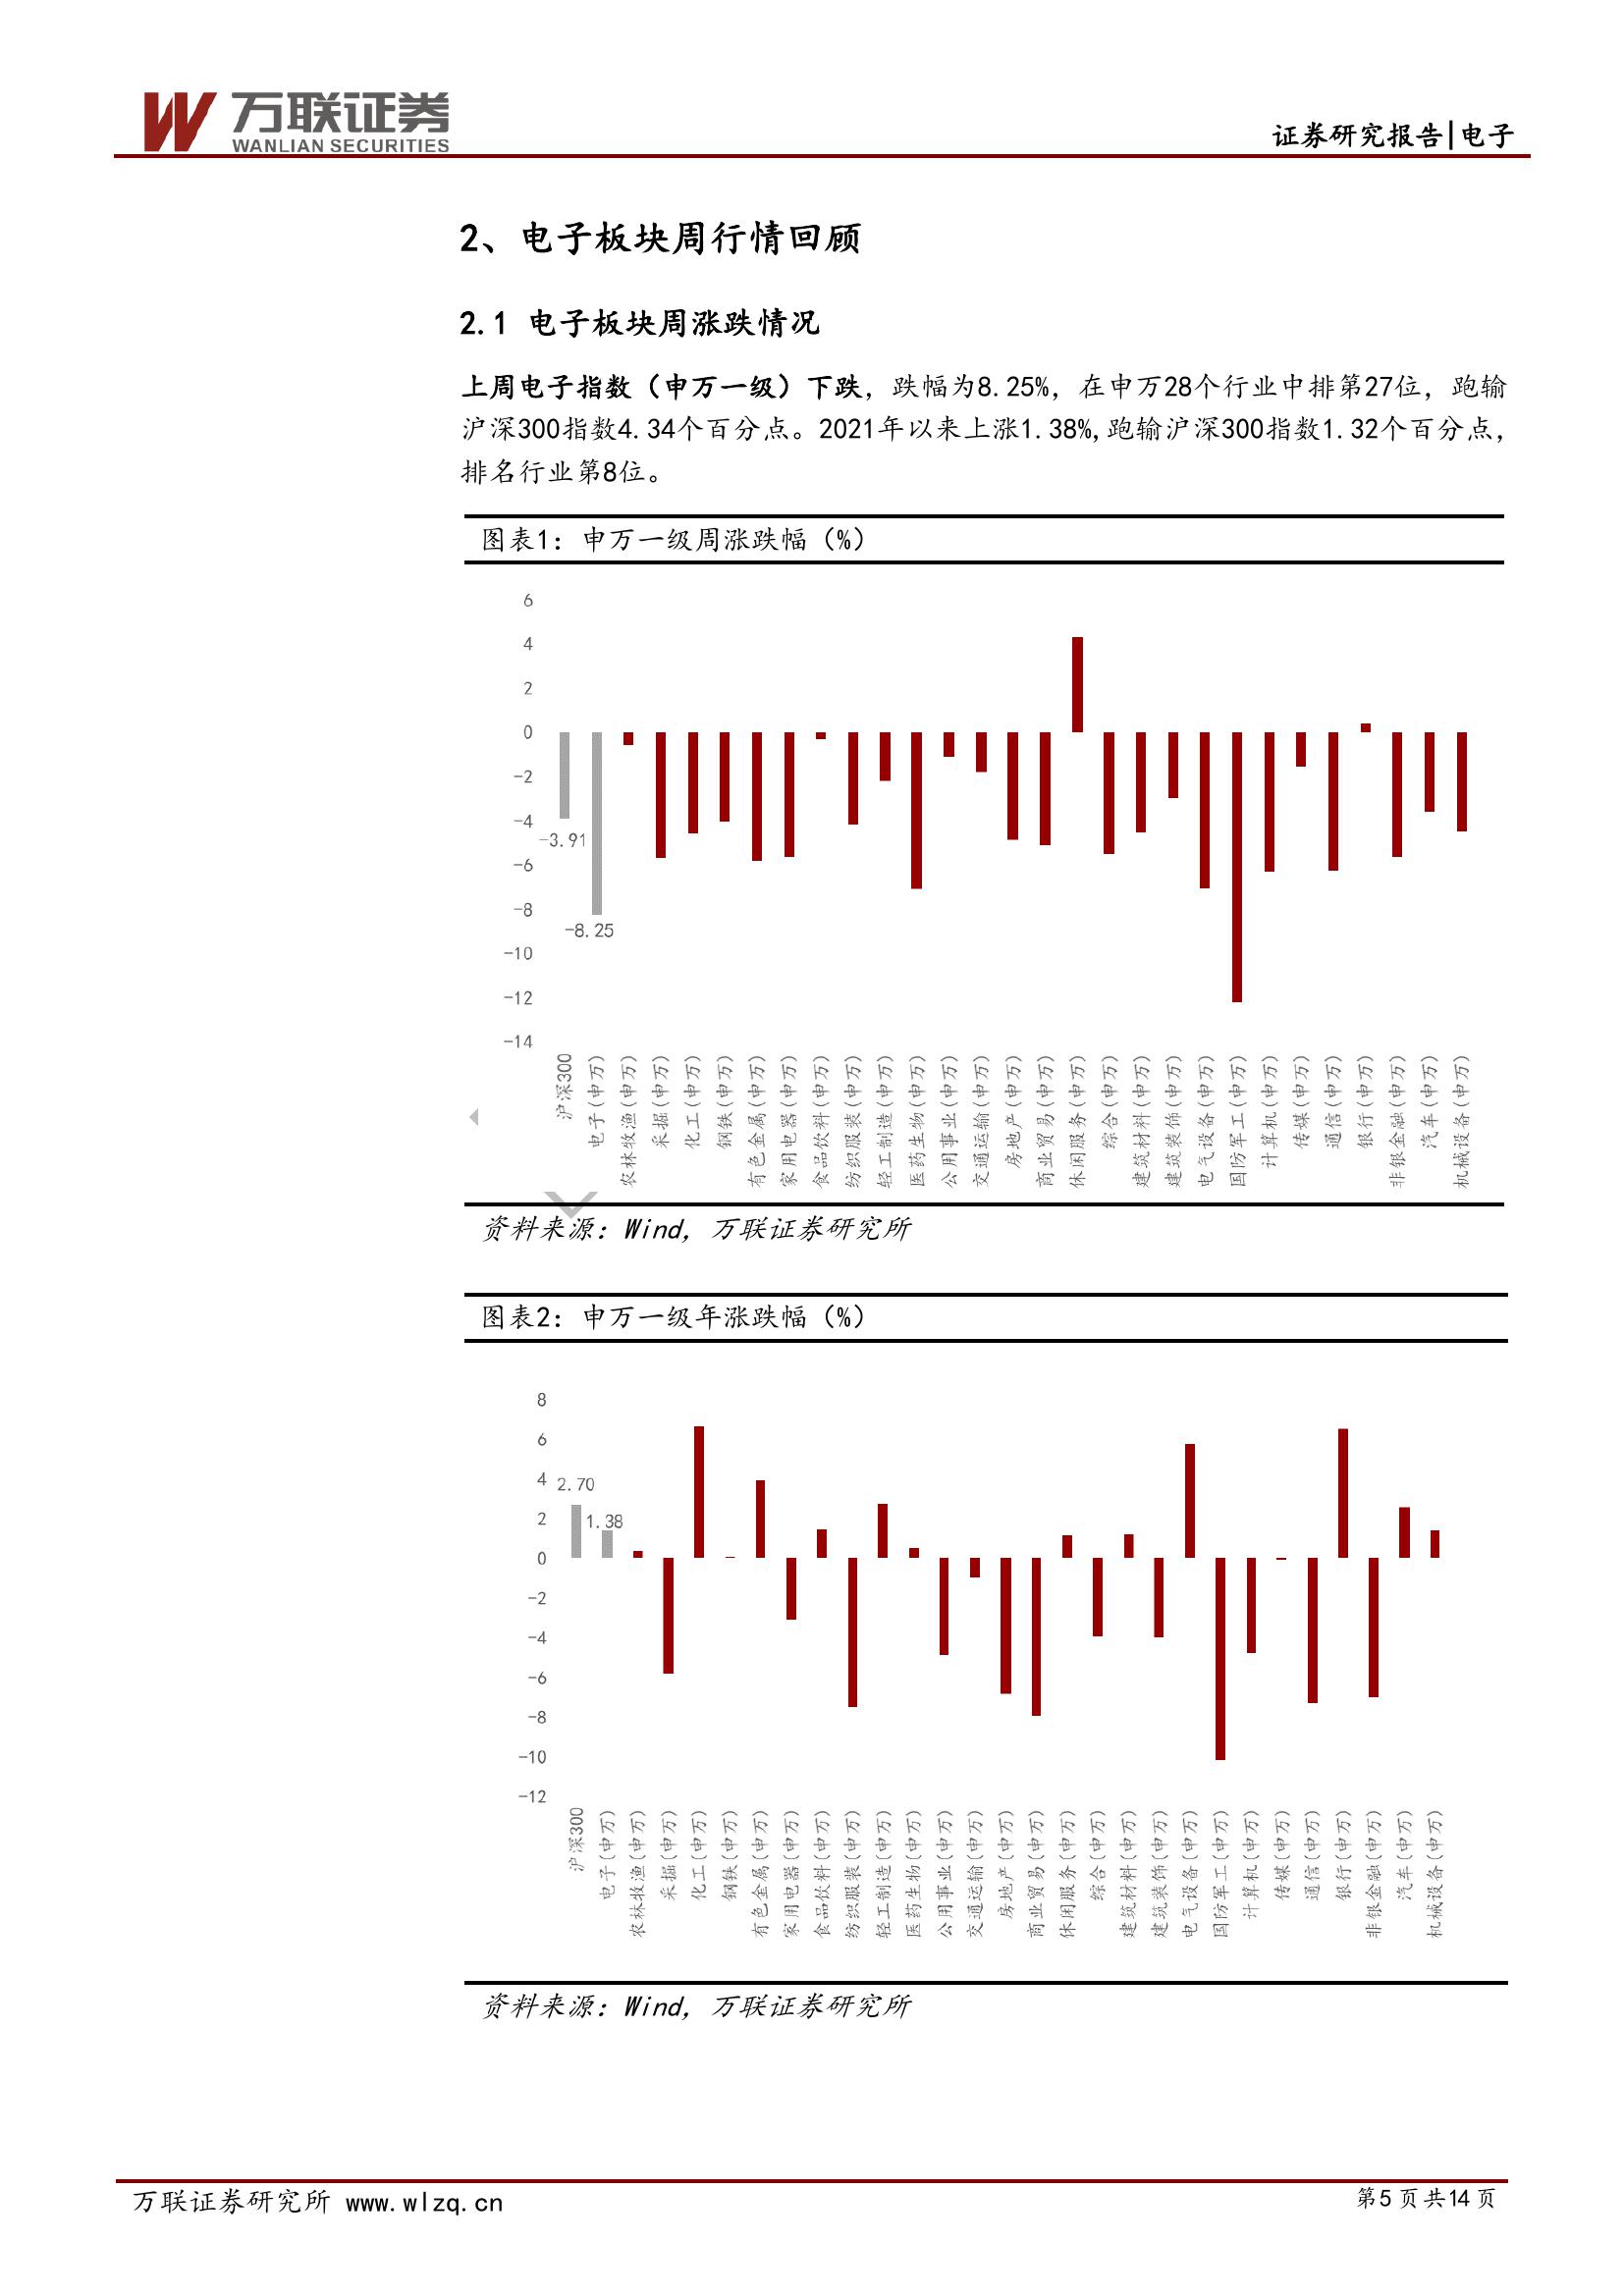 万联证券
WANLIAN SECURITIES
证券研究报告|电子
2、电子板块周行情回顾
2.1 电子板块周涨跌情况
上周电子指数（申万一级）下跌，跌幅为8.25%，在申万28个行业中排第27位，跑输
沪深300指数4.34个百分点。2021年以来上涨1.38%,跑输沪深300指数1.32个百分点，
排名行业第8位。
图表1：申万一级周涨跌幅（%）
6
4
2
0
-2
-4
-6
-8
-10
-12
-14
-3.91
-8.25
沪深300
电子(申万)
农林牧渔(申万)
采掘(申万)
化工(申万)
钢铁(申万)
有色金属(申万)
家用电器(申万)
食品饮料(申万)
纺织服装(申万)
轻工制造(申万)
医药生物(申万)
公用事业(申万)
交通运输(申万)
房地产(申万)
商业贸易(申万)
休闲服务(申万)
综合(申万)
建筑材料(申万)
建筑装饰(申万)
电气设备(申万)
国防军工(申万)
计算机(申万)
传媒(申万)
通信(申万)
银行(申万)
非银金融(申万)
汽车(申万)
机械设备(申万)
资料来源：Wind，万联证券研究所
图表2：申万一级年涨跌幅（%）
8
6
4
2
0
-2
-4
-6
-8
-10
-12
2.70
1.38
沪深300
电子(申万)
农林牧渔(申万)
采掘(申万)
化工(申万)
钢铁(申万)
有色金属(申万)
家用电器(申万)
食品饮料(申万)
纺织服装(申万)
轻工制造(申万)
医药生物(申万)
公用事业(申万)
交通运输(申万)
房地产(申万)
商业贸易(申万)
休闲服务(申万)
综合(申万)
建筑材料(申万)
建筑装饰(申万)
电气设备(申万)
国防军工(申万)
计算机(申万)
传媒(申万)
通信(申万)
银行(申万)
非银金融(申万)
汽车(申万)
机械设备(申万)
资料来源：Wind，万联证券研究所
万联证券研究所 www.wlzq.cn
第5页共14页